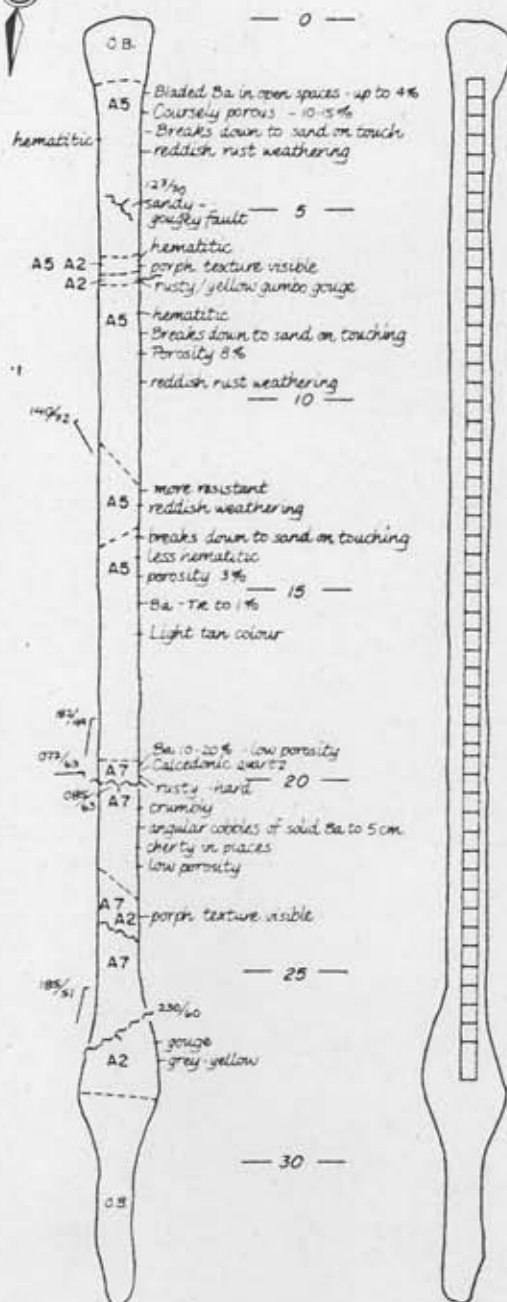 0
O.B.
A5
Bladed Ba in open spaces - up to 4%
Coursely porous - 10-15%
hematitic
Breaks down to sand on touch
reddish rust weathering
sandy -
gougey fault
5
hematitic
A5 A2
porph texture visible
A2
rusty/yellow gumbo gouge
A5
hematitic
Breaks down to sand on touching
Porosity 8%
reddish rust weathering
10
A5
more resistant
reddish weathering
breaks down to sand on touching
A5
less hematitic
porosity 3%
15
Ba - TR to 1%
Light tan colour
072/63
Ba 10-20% - low porosity
A7
Calcedonic quartz
rusty - hard
20
A7
crumbly
angular cobbles of solid Ba to 5 cm
cherty in places
low porosity
A7
A2
porph texture visible
A7
25
185/51
230/60
gouge
A2
grey-yellow
30
O.B.